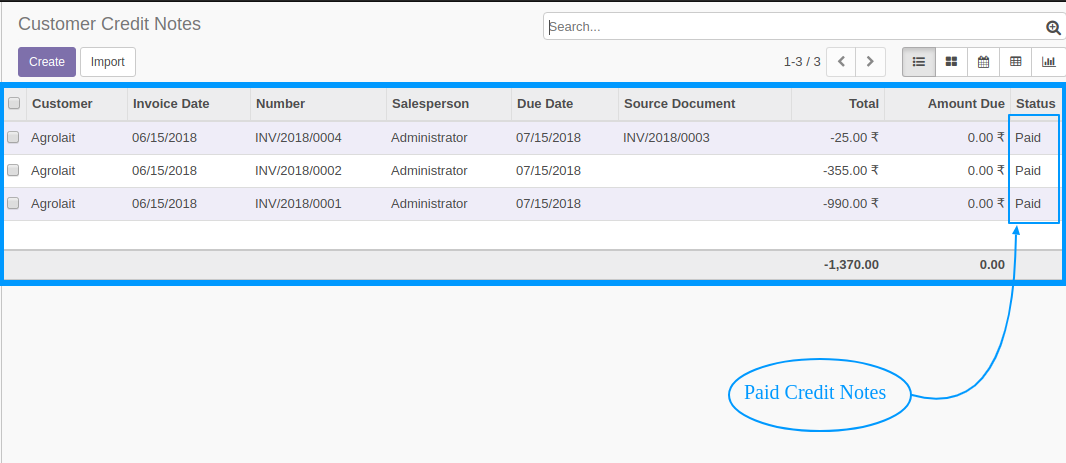 Customer Credit Notes
Search...
Create Import 1-3 / 3
Customer Invoice Date Number Salesperson Due Date Source Document Total Amount Due Status
Agrolait 06/15/2018 INV/2018/0004 Administrator 07/15/2018 INV/2018/0003 -25.00 ₹ 0.00 ₹ Paid
Agrolait 06/15/2018 INV/2018/0002 Administrator 07/15/2018 -355.00 ₹ 0.00 ₹ Paid
Agrolait 06/15/2018 INV/2018/0001 Administrator 07/15/2018 -990.00 ₹ 0.00 ₹ Paid
-1,370.00 0.00
Paid Credit Notes